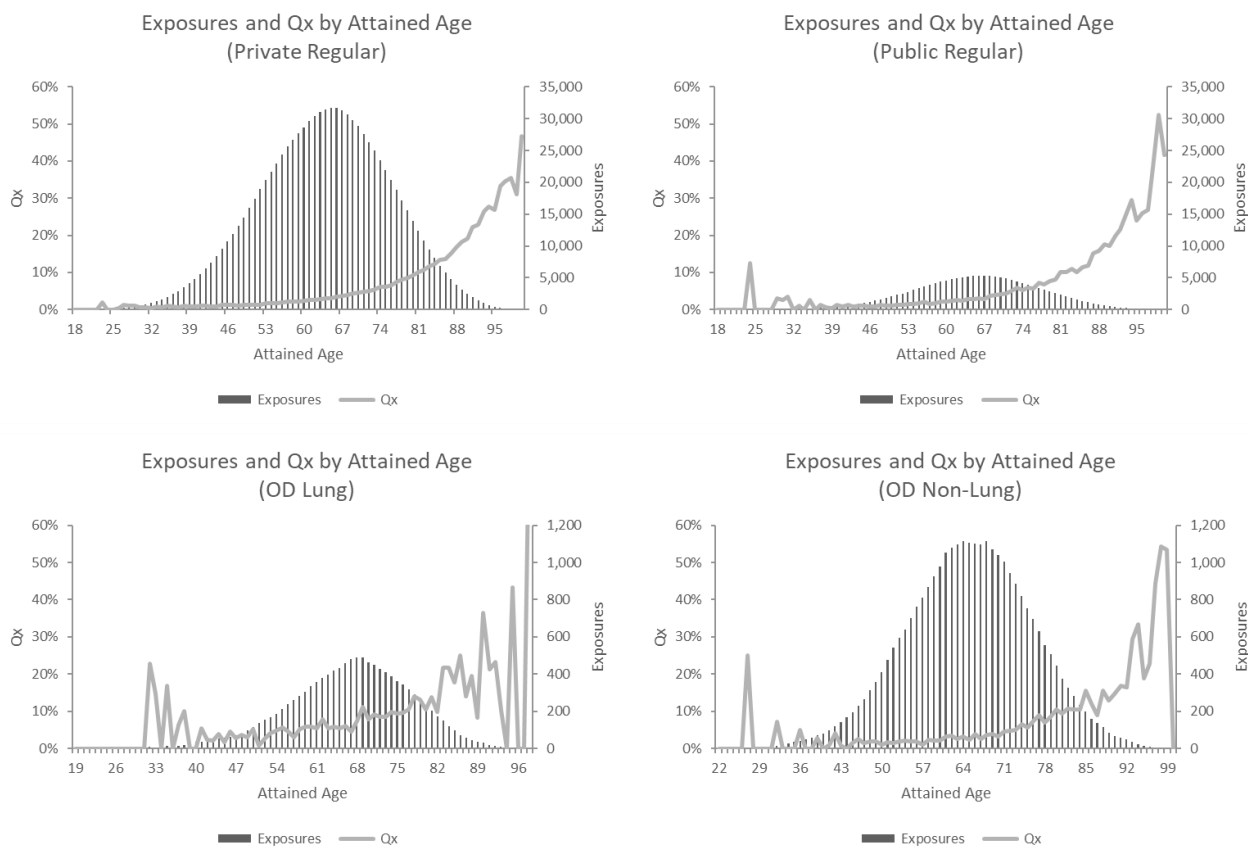 Exposures and Qx by Attained Age
(Private Regular)
60%
50%
40%
30%
20%
10%
0%
Qx
35,000
30,000
25,000
20,000
15,000
10,000
5,000
0
Exposures
18 25 32 39 46 53 60 67 74 81 88 95
Attained Age
Exposures Qx
Exposures and Qx by Attained Age
(Public Regular)
60%
50%
40%
30%
20%
10%
0%
Qx
35,000
30,000
25,000
20,000
15,000
10,000
5,000
0
Exposures
18 25 32 39 46 53 60 67 74 81 88 95
Attained Age
Exposures Qx
Exposures and Qx by Attained Age
(OD Lung)
60%
50%
40%
30%
20%
10%
0%
Qx
1,200
1,000
800
600
400
200
0
Exposures
19 26 33 40 47 54 61 68 75 82 89 96
Attained Age
Exposures Qx
Exposures and Qx by Attained Age
(OD Non-Lung)
60%
50%
40%
30%
20%
10%
0%
Qx
1,200
1,000
800
600
400
200
0
Exposures
22 29 36 43 50 57 64 71 78 85 92 99
Attained Age
Exposures Qx